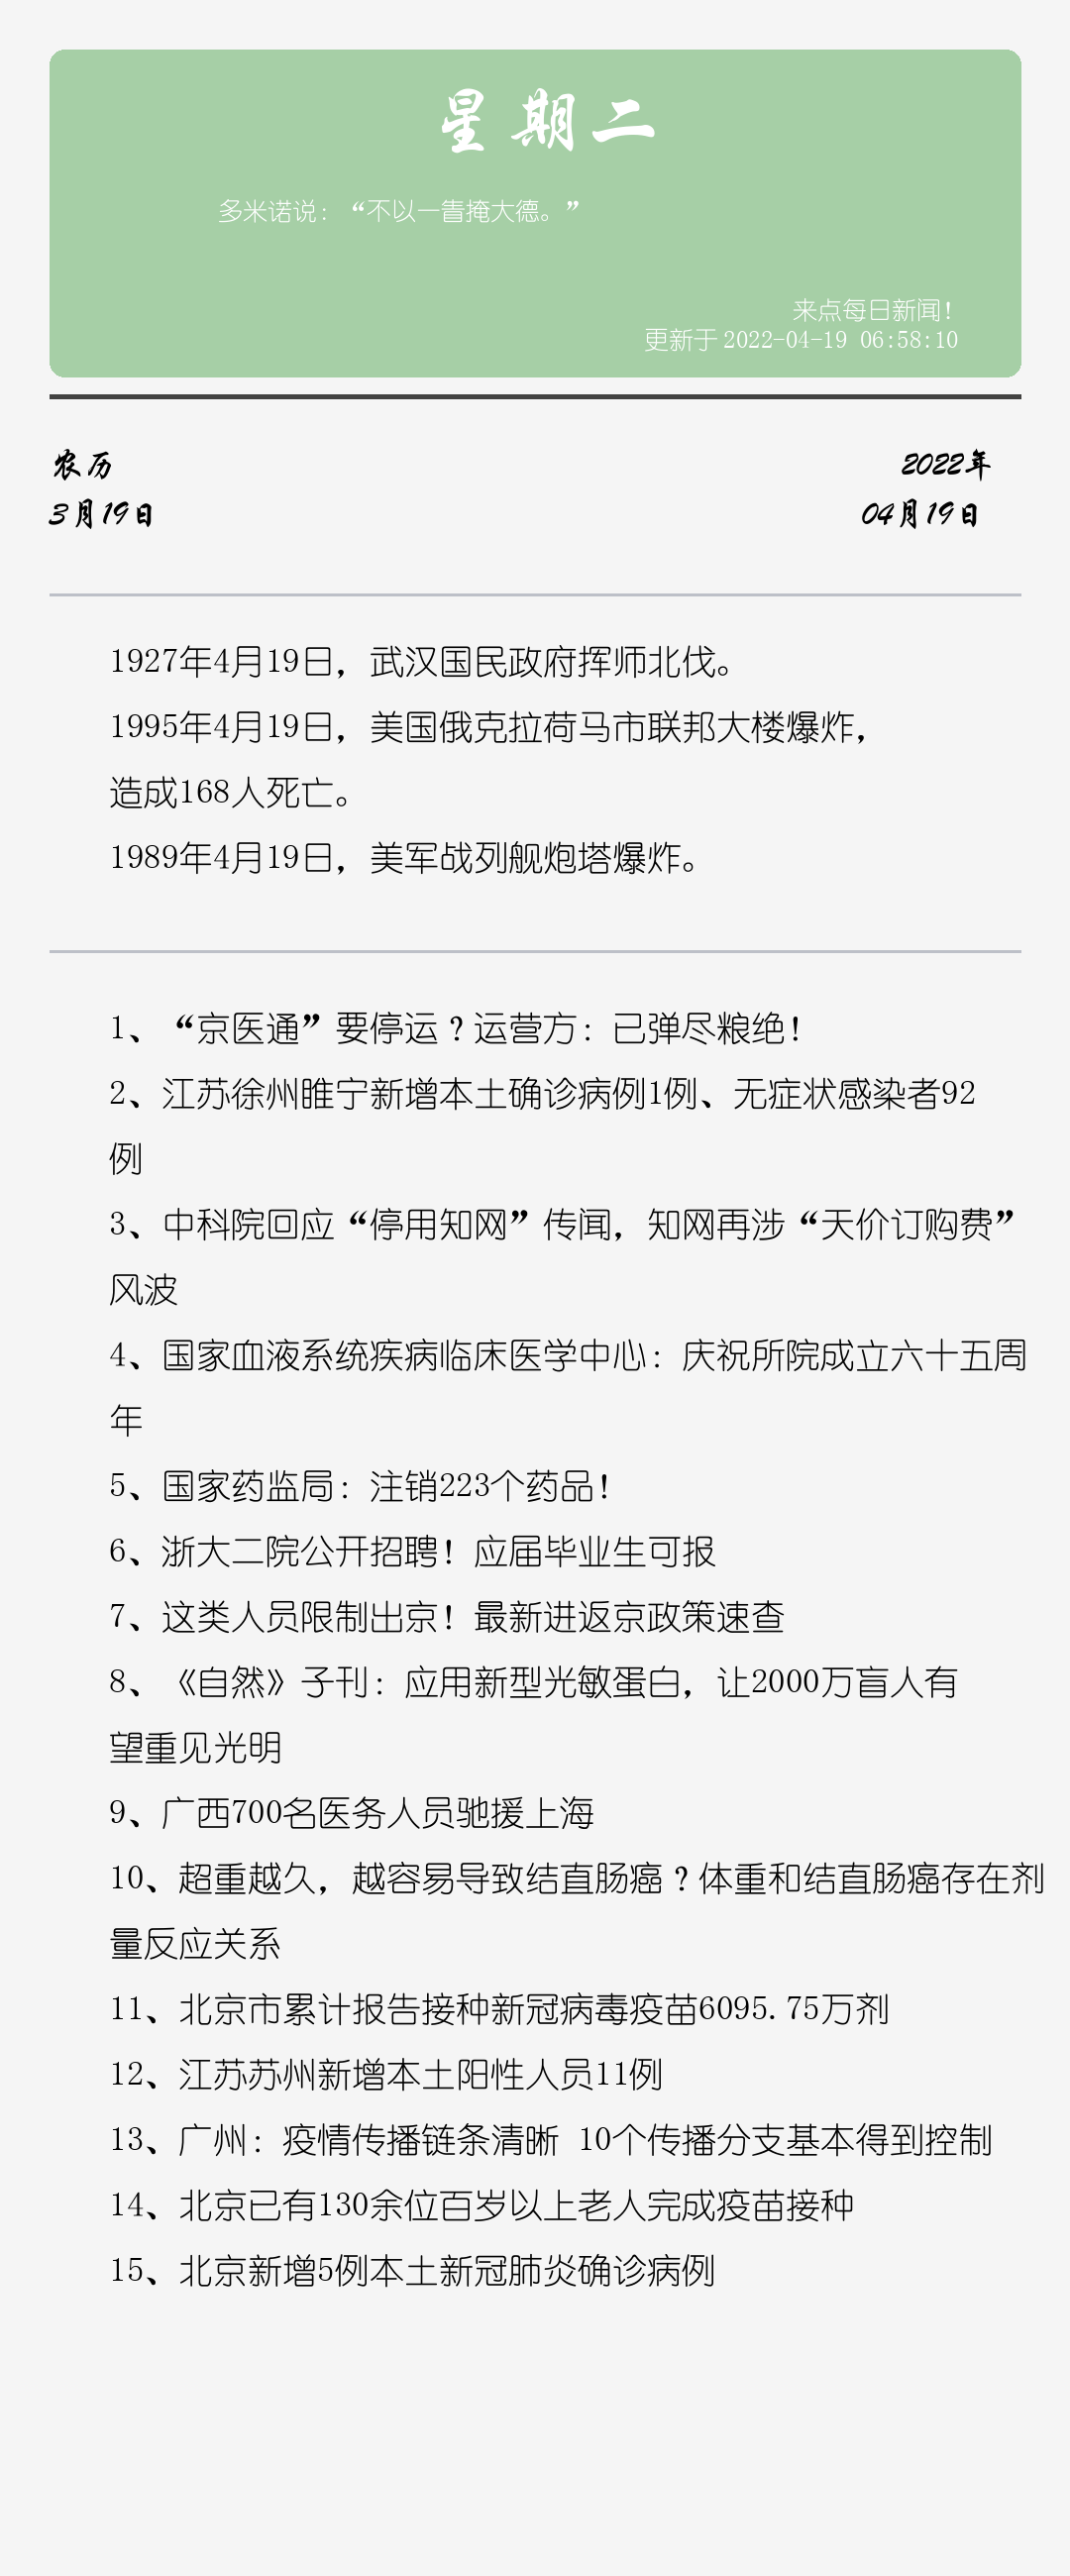 星期二
多米诺说：“不以一眚掩大德。”
来点每日新闻！
更新于2022-04-19 06:58:10
农历
2022年
3月19日
04月19日
1927年4月19日，武汉国民政府挥师北伐。
1995年4月19日，美国俄克拉荷马市联邦大楼爆炸，
造成168人死亡。
1989年4月19日，美军战列舰炮塔爆炸。
1、“京医通”要停运？运营方：已弹尽粮绝！
2、江苏徐州睢宁新增本土确诊病例1例、无症状感染者92
例
3、中科院回应“停用知网”传闻，知网再涉“天价订购费”
风波
4、国家血液系统疾病临床医学中心：庆祝所院成立六十五周
年
5、国家药监局：注销223个药品！
6、浙大二院公开招聘！应届毕业生可报
7、这类人员限制出京！最新进返京政策速查
8、《自然》子刊：应用新型光敏蛋白，让2000万盲人有
望重见光明
9、广西700名医务人员驰援上海
10、超重越久，越容易导致结直肠癌？体重和结直肠癌存在剂
量反应关系
11、北京市累计报告接种新冠病毒疫苗6095.75万剂
12、江苏苏州新增本土阳性人员11例
13、广州：疫情传播链条清晰 10个传播分支基本得到控制
14、北京已有130余位百岁以上老人完成疫苗接种
15、北京新增5例本土新冠肺炎确诊病例